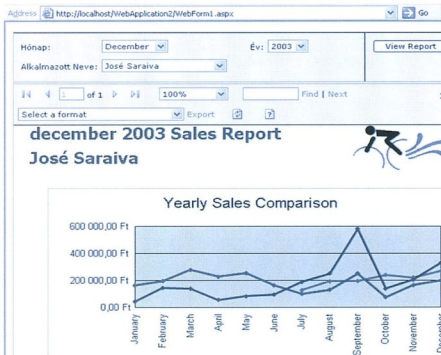 Address http://localhost/WebApplication2/WebForm1.aspx Go
Hónap: December Év: 2003 View Report
Alkalmazott Neve: José Saraiva
1 of 1 100% Find | Next
Select a format Export
december 2003 Sales Report
José Saraiva
Yearly Sales Comparison
600 000,00 Ft
400 000,00 Ft
200 000,00 Ft
0,00 Ft
January
February
March
April
May
June
July
August
September
October
November
December